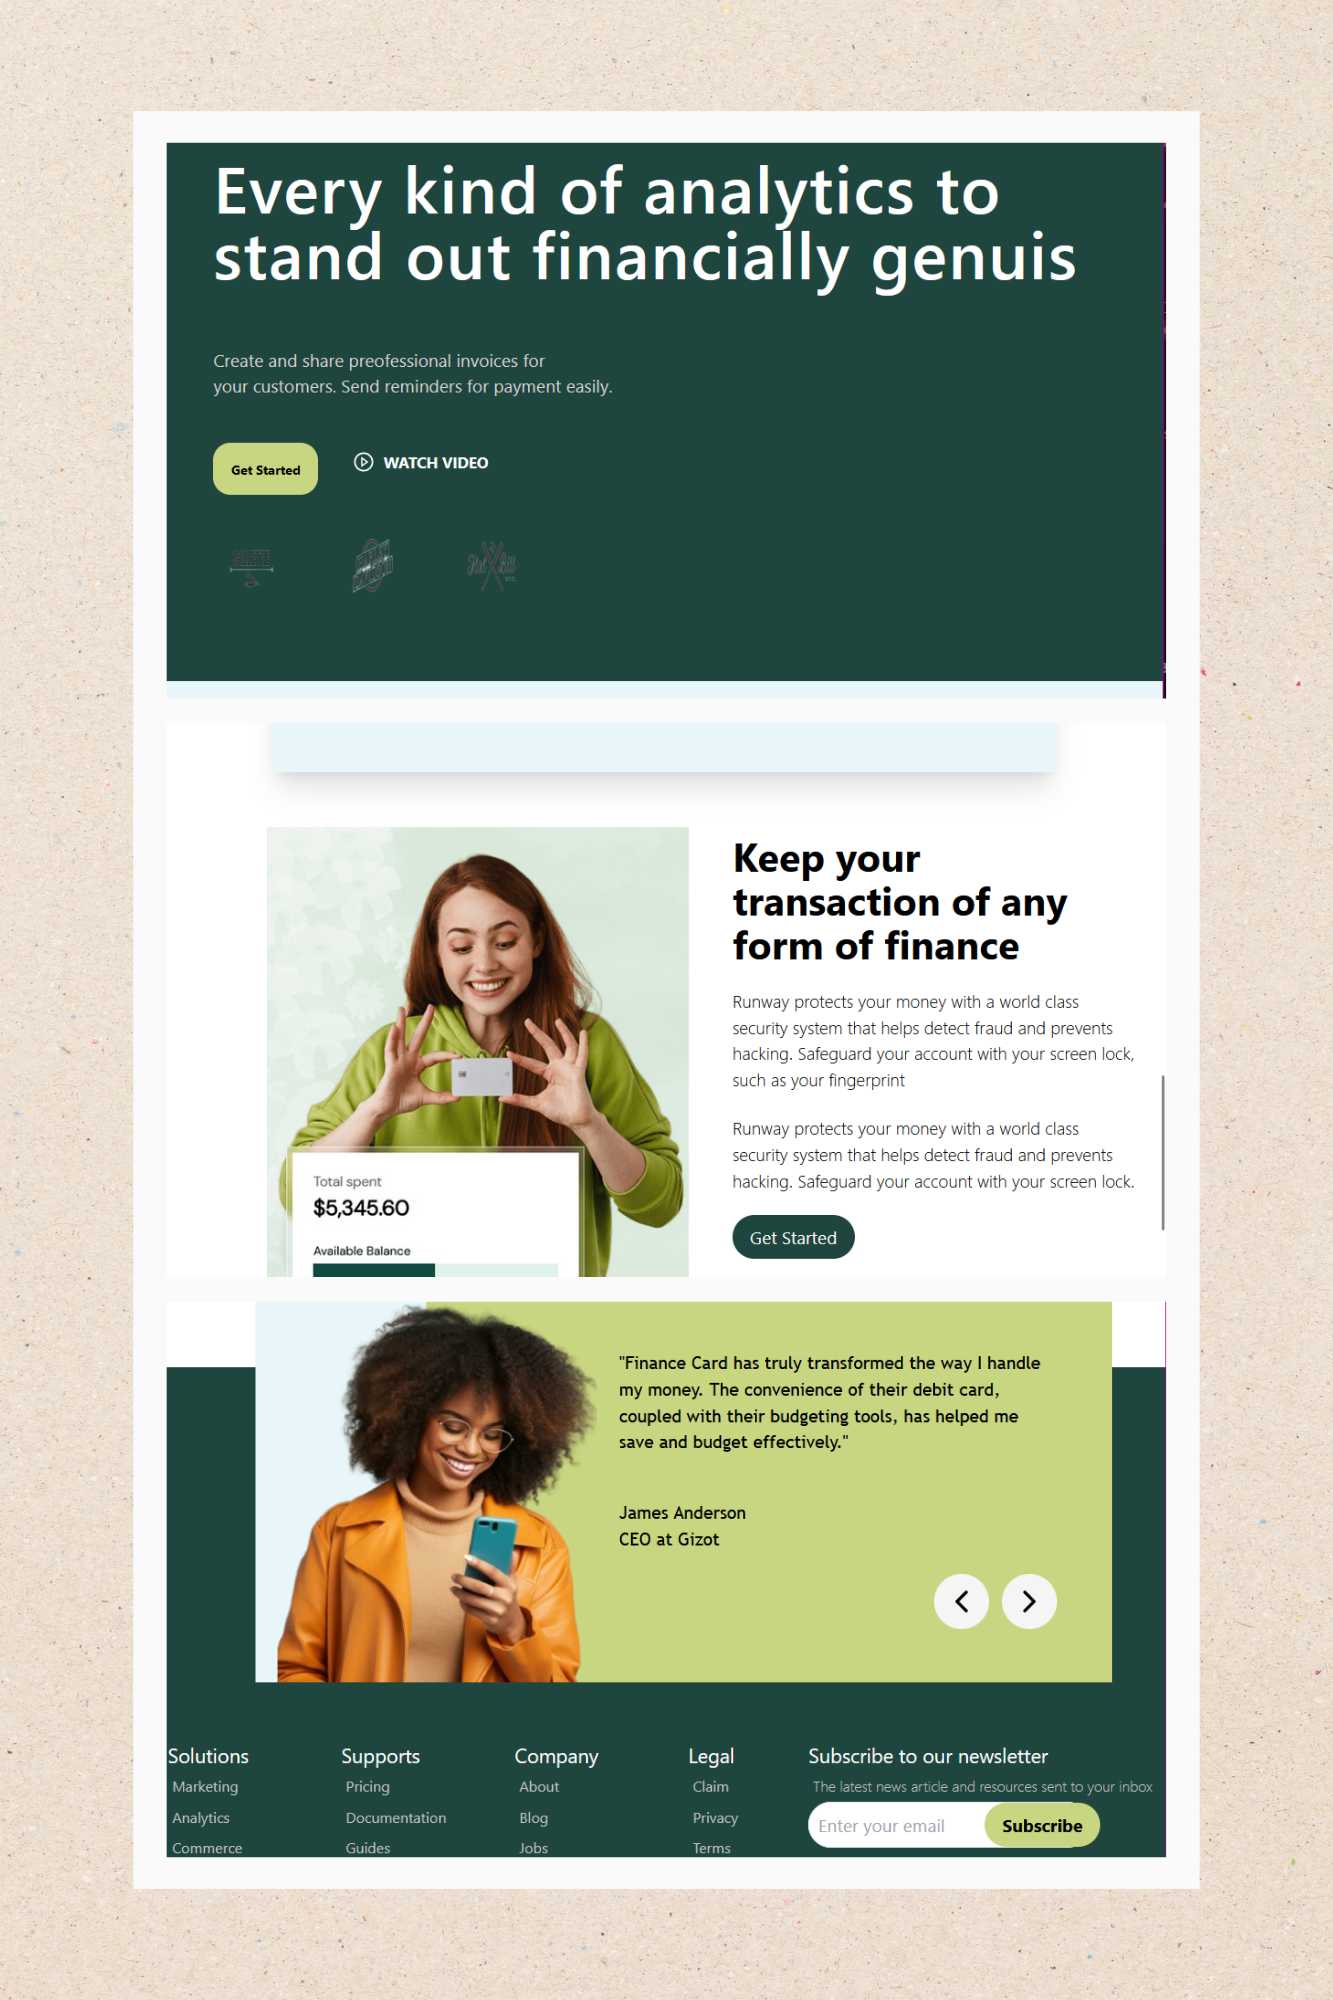 Every kind of analytics to
stand out financially genuis
Create and share preofessional invoices for
your customers. Send reminders for payment easily.
Get Started
WATCH VIDEO
Keep your
transaction of any
form of finance
Runway protects your money with a world class
security system that helps detect fraud and prevents
hacking. Safeguard your account with your screen lock,
such as your fingerprint
Runway protects your money with a world class
security system that helps detect fraud and prevents
hacking. Safeguard your account with your screen lock.
Get Started
Total spent
$5,345.60
Available Balance
"Finance Card has truly transformed the way I handle
my money. The convenience of their debit card,
coupled with their budgeting tools, has helped me
save and budget effectively."
James Anderson
CEO at Gizot
Solutions
Marketing
Analytics
Commerce
Supports
Pricing
Documentation
Guides
Company
About
Blog
Jobs
Legal
Claim
Privacy
Terms
Subscribe to our newsletter
The latest news article and resources sent to your inbox
Enter your email
Subscribe